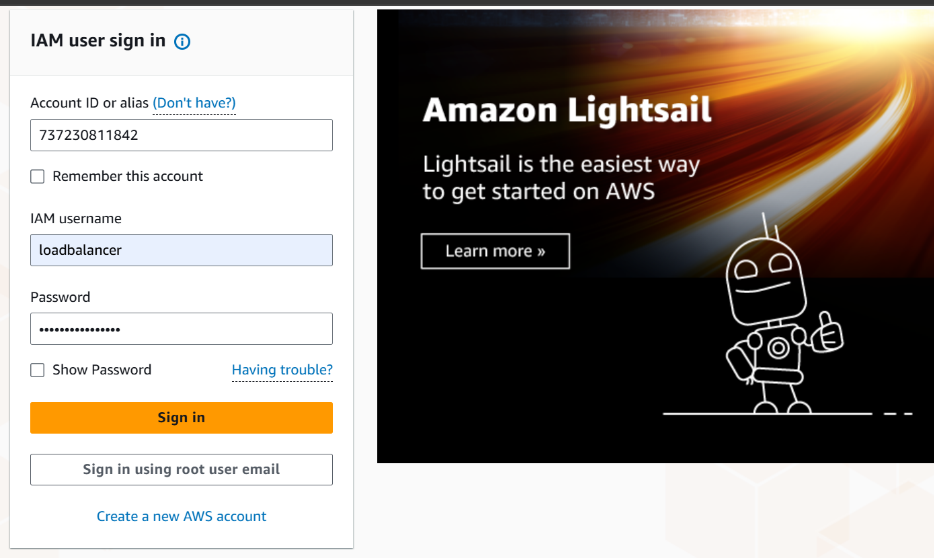 IAM user sign in
Account ID or alias (Don't have?)
737230811842
Remember this account
IAM username
loadbalancer
Password
••••••••••••••••
Show Password
Having trouble?
Sign in
Sign in using root user email
Create a new AWS account
Amazon Lightsail
Lightsail is the easiest way
to get started on AWS
Learn more »